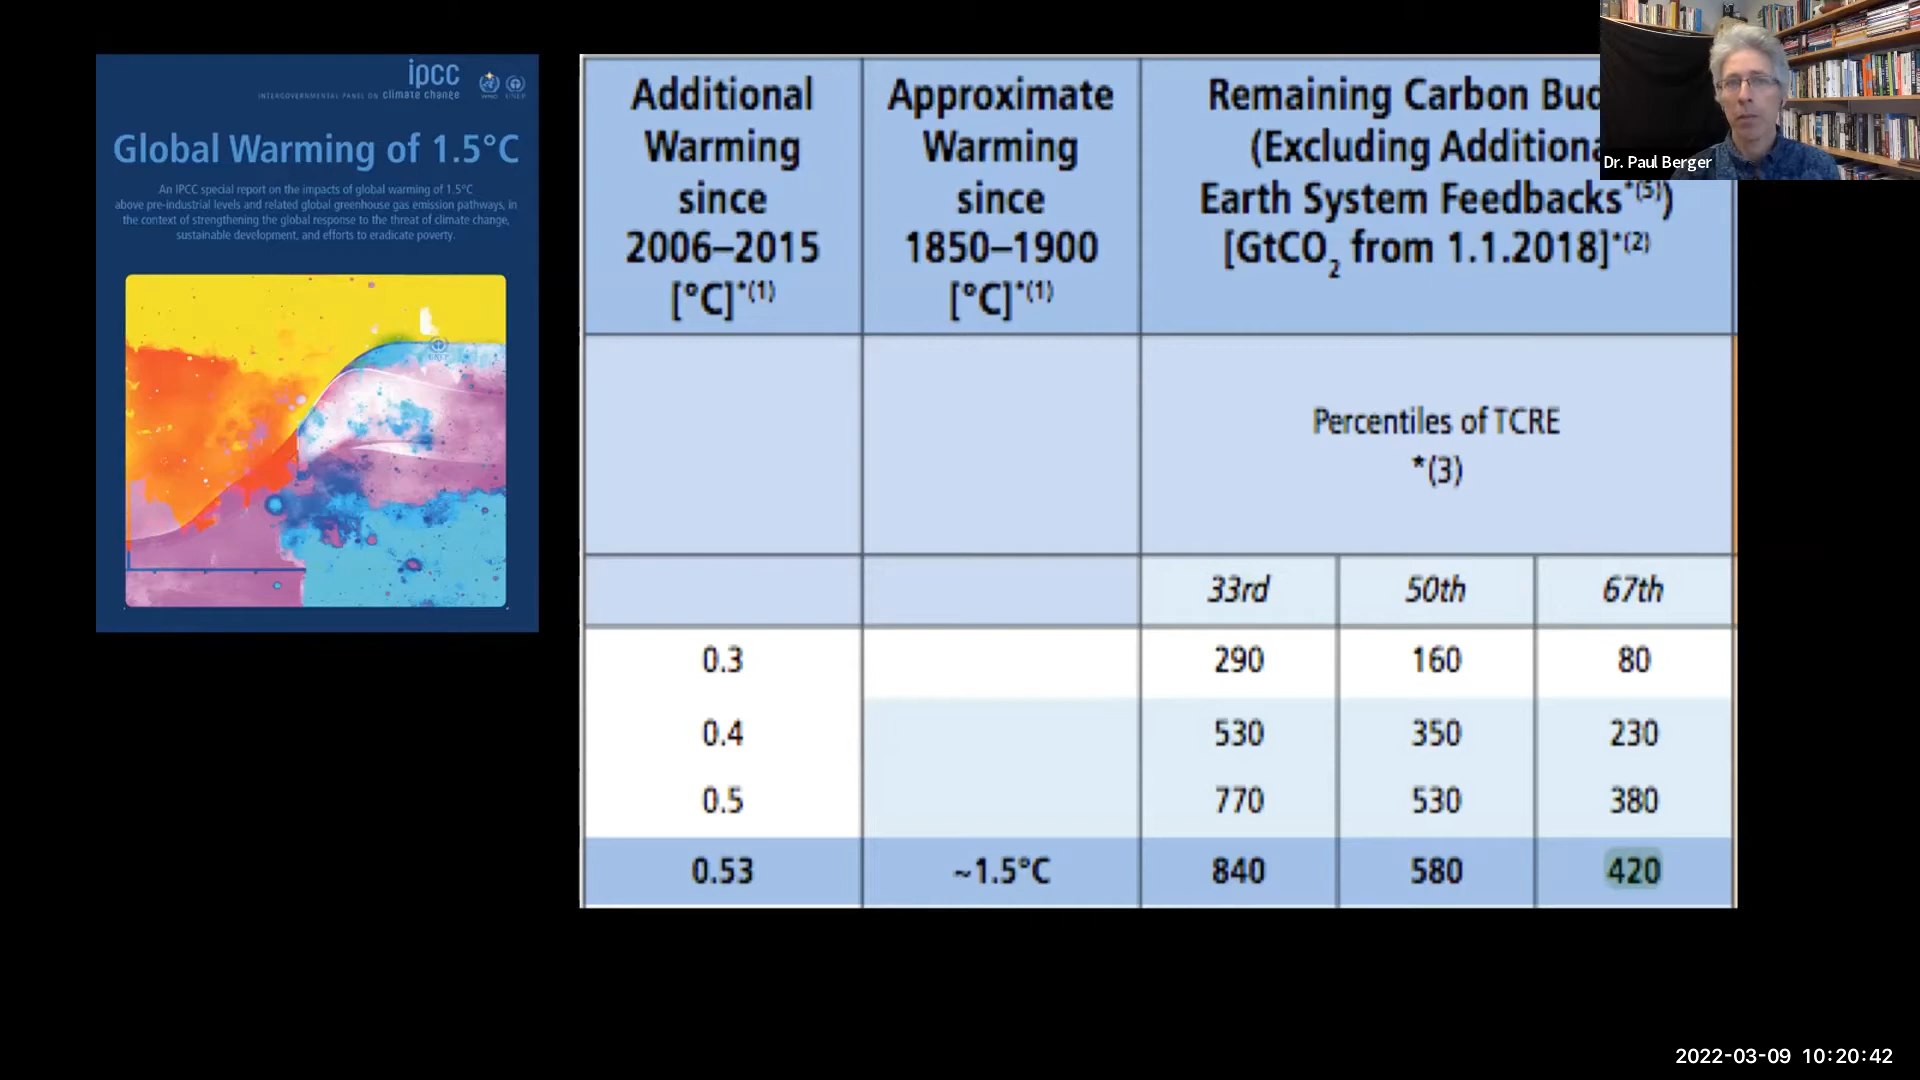 ipcc
INTERGOVERNMENTAL PANEL ON climate change
WMO UNEP
Global Warming of 1.5°C
An IPCC special report on the impacts of global warming of 1.5°C
above pre-industrial levels and related global greenhouse gas emission pathways, in
the context of strengthening the global response to the threat of climate change,
sustainable development, and efforts to eradicate poverty.
Additional
Warming
since
2006–2015
[°C]*(1)
Approximate
Warming
since
1850–1900
[°C]*(1)
Remaining Carbon
(Excluding
Earth System Feedbacks*(5))
[GtCO2 from 1.1.2018]*(2)
Percentiles of TCRE
*(3)
33rd 50th 67th
0.3 290 160 80
0.4 530 350 230
0.5 770 530 380
0.53 ~1.5°C 840 580 420
Dr. Paul Berger
2022-03-09 10:20:42